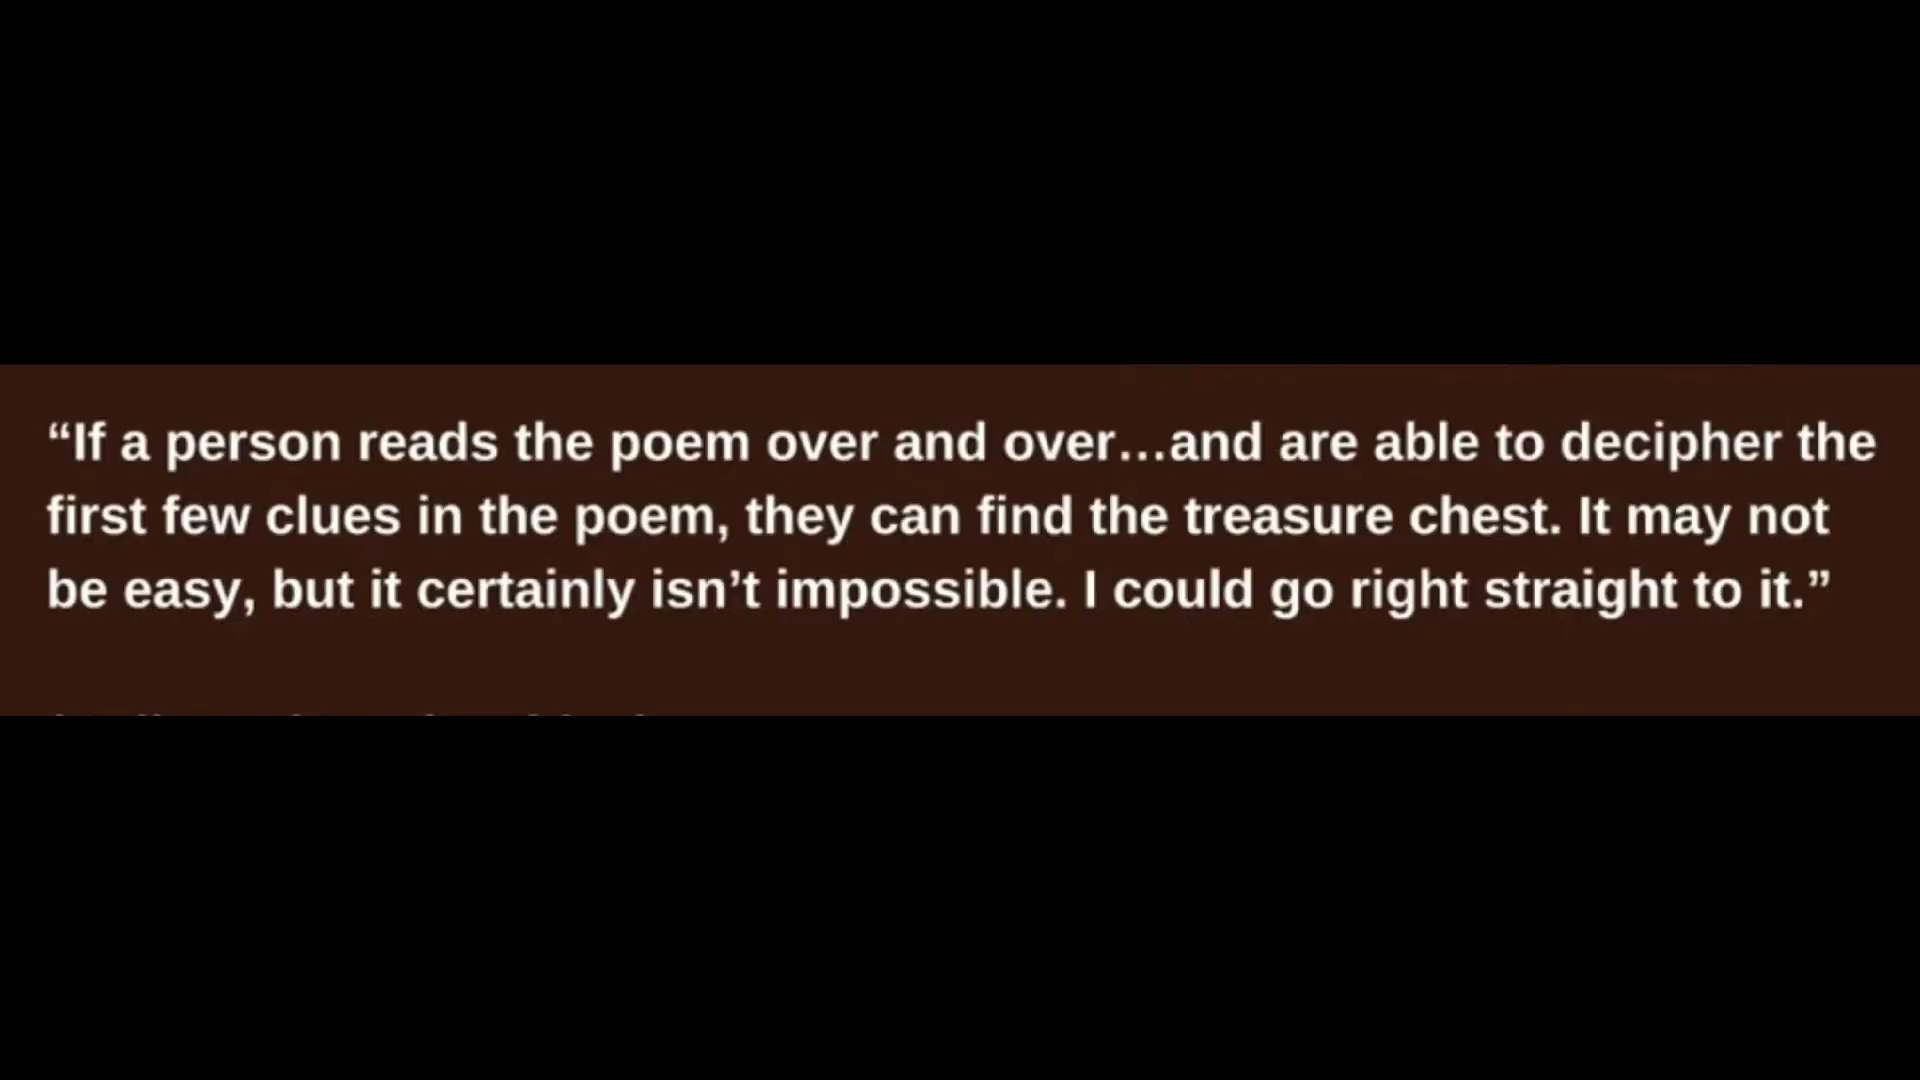 “If a person reads the poem over and over…and are able to decipher the
first few clues in the poem, they can find the treasure chest. It may not
be easy, but it certainly isn’t impossible. I could go right straight to it.”